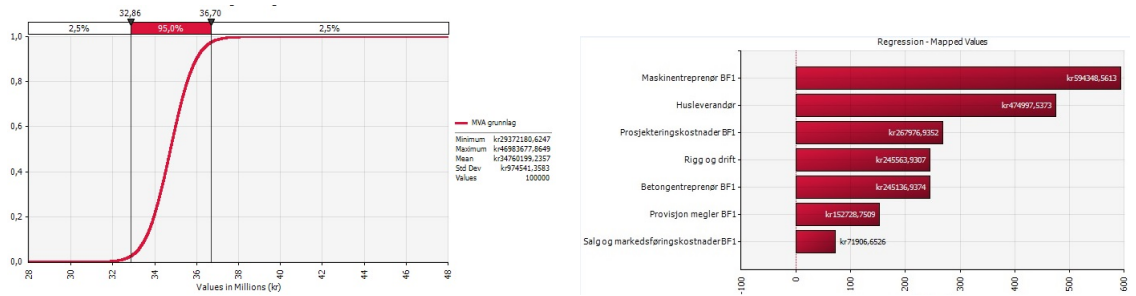 32,86
36,70
2,5%
95,0%
2,5%
1,0
0,8
0,6
0,4
0,2
0,0
28
30
32
34
36
38
40
42
44
46
48
Values in Millions (kr)
MVA grunnlag
Minimum kr29372180,6247
Maximum kr46983677,8649
Mean kr34760199,2357
Std Dev kr974541,3583
Values 100000
Regression - Mapped Values
Maskinentreprenør BF1
kr594348,5613
Husleverandør
kr474997,5373
Prosjekteringskostnader BF1
kr267976,9352
Rigg og drift
kr245563,9307
Betongentreprenør BF1
kr245136,9374
Provisjon megler BF1
kr152728,7509
Salg og markedsføringskostnader BF1
kr71906,6526
-100
0
100
200
300
400
500
600